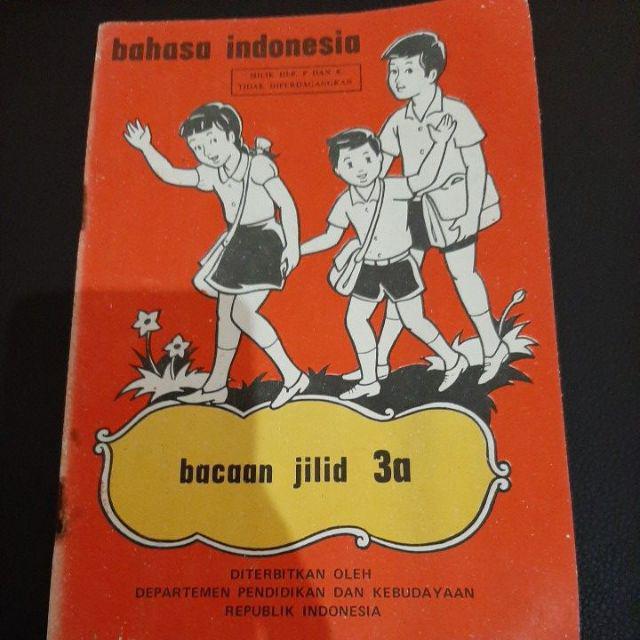 bahasa indonesia
MILIK DEP. P DAN K
TIDAK DIPERDAGANGKAN
bacaan jilid 3a
DITERBITKAN OLEH
DEPARTEMEN PENDIDIKAN DAN KEBUDAYAAN
REPUBLIK INDONESIA